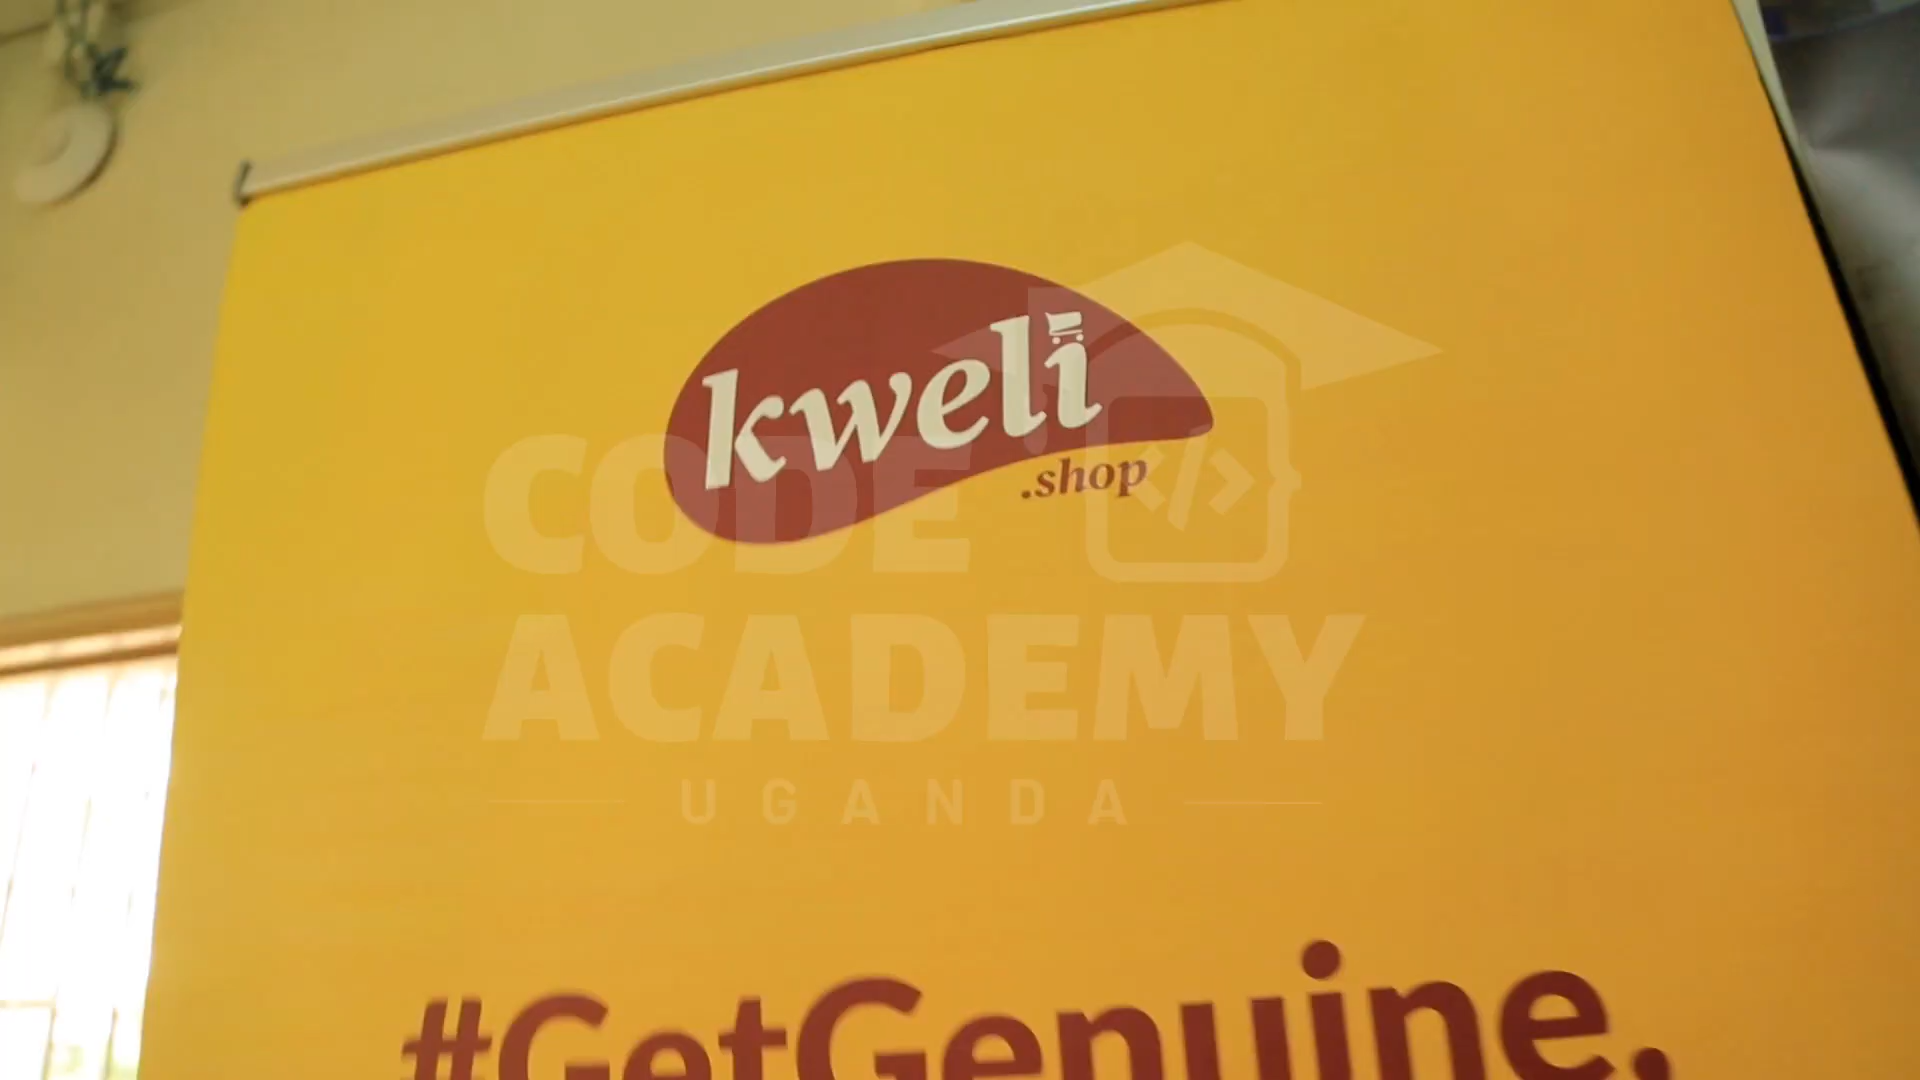 kweli
.shop
CODE
</>
ACADEMY
UGANDA
#GetGenuine.